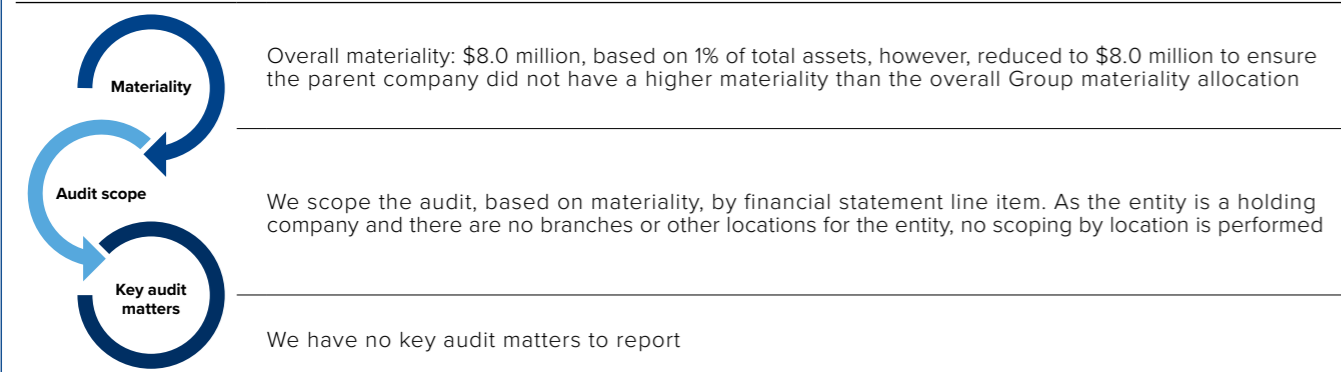 Materiality
Overall materiality: $8.0 million, based on 1% of total assets, however, reduced to $8.0 million to ensure
the parent company did not have a higher materiality than the overall Group materiality allocation
Audit scope
We scope the audit, based on materiality, by financial statement line item. As the entity is a holding
company and there are no branches or other locations for the entity, no scoping by location is performed
Key audit
matters
We have no key audit matters to report